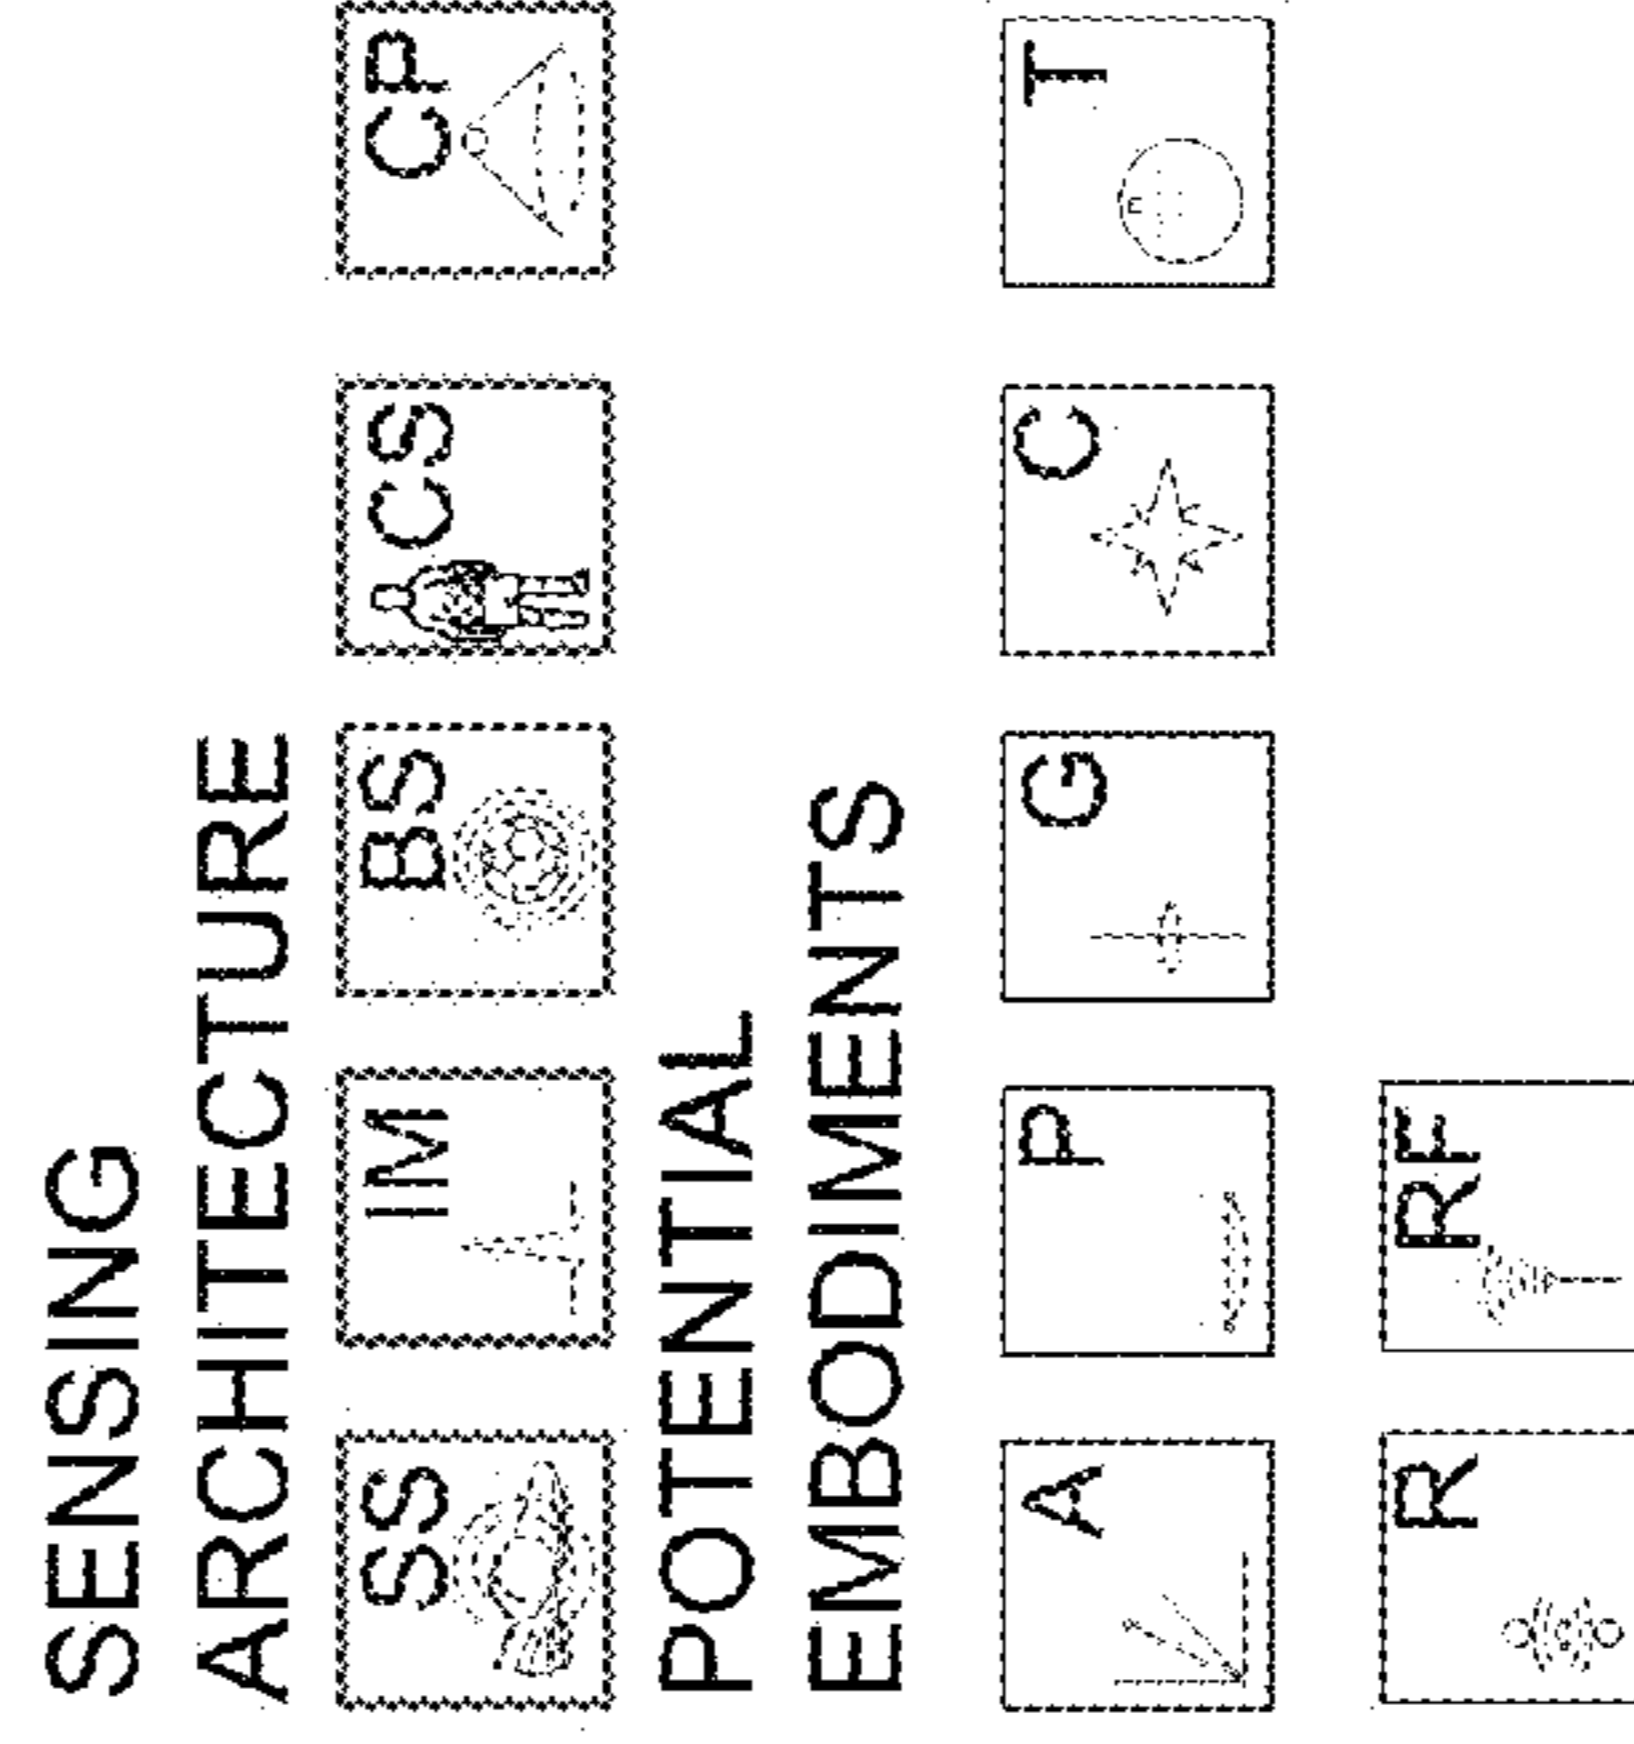 SENSING
ARCHITECTURE
SS IM BS CS CP
POTENTIAL
EMBODIMENTS
A P G C T
E
R RF